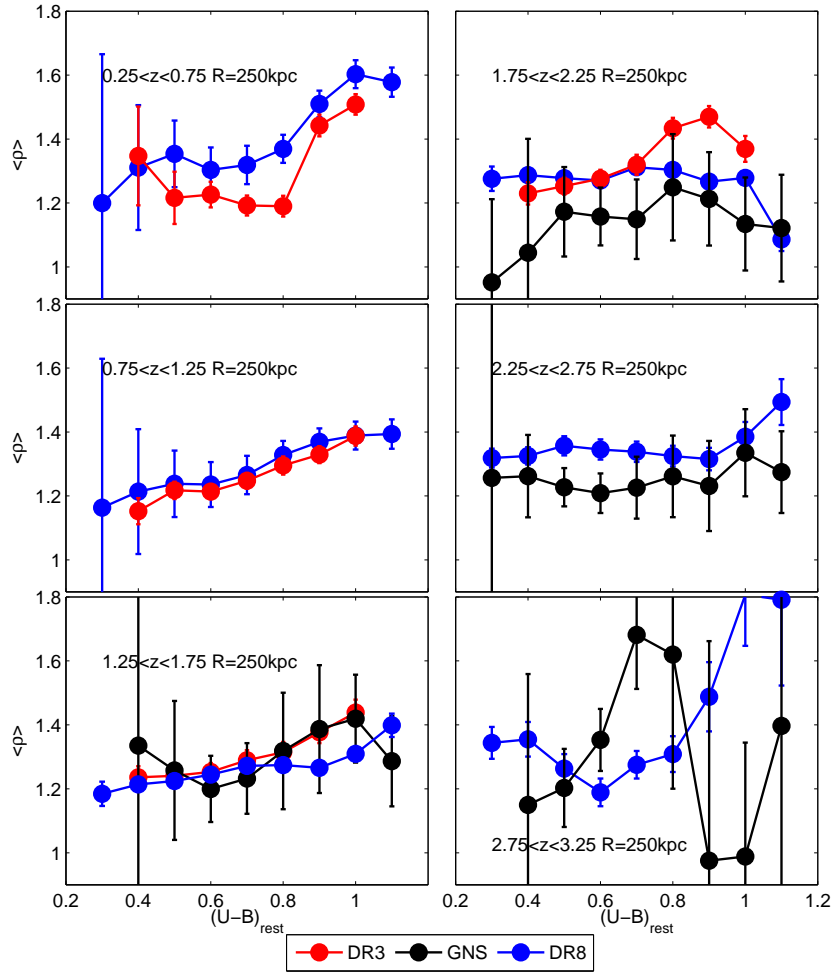 1.8
0.25<z<0.75 R=250kpc
1.6
1.4
1.2
1
<ρ>
1.75<z<2.25 R=250kpc
1.8
0.75<z<1.25 R=250kpc
1.6
1.4
1.2
1
<ρ>
2.25<z<2.75 R=250kpc
1.8
1.25<z<1.75 R=250kpc
1.6
1.4
1.2
1
<ρ>
2.75<z<3.25 R=250kpc
0.2 0.4 0.6 0.8 1
(U−B)rest
0.2 0.4 0.6 0.8 1 1.2
(U−B)rest
DR3 GNS DR8